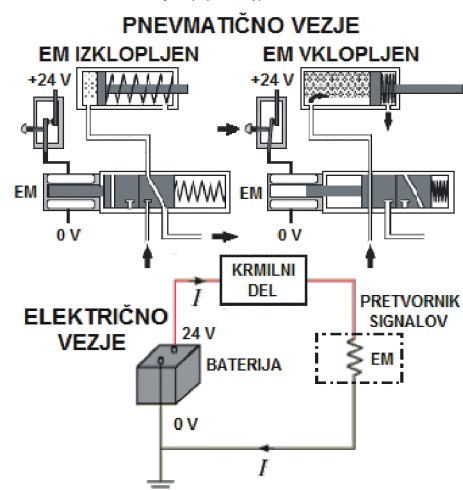 PNEVMATIČNO VEZJE
EM IZKLOPLJEN
EM VKLOPLJEN
+24 V
+24 V
EM
EM
0 V
0 V
KRMILNI
DEL
I
PRETVORNIK
SIGNALOV
ELEKTRIČNO
VEZJE
24 V
BATERIJA
EM
0 V
I